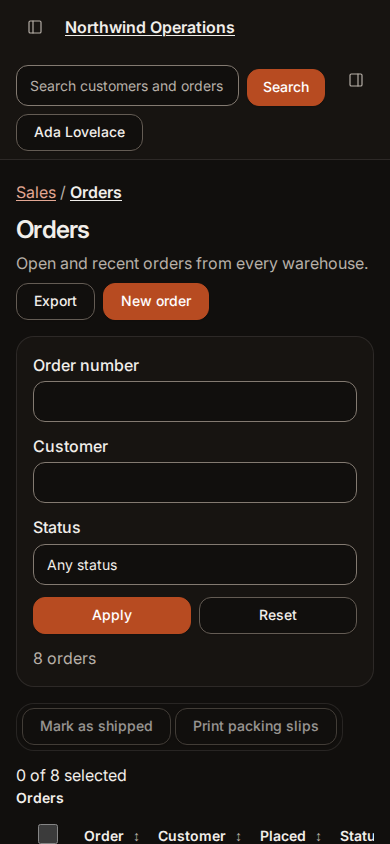 Northwind Operations
Search customers and orders
Search
Ada Lovelace
Sales / Orders
Orders
Open and recent orders from every warehouse.
Export
New order
Order number
Customer
Status
Any status
Apply
Reset
8 orders
Mark as shipped
Print packing slips
0 of 8 selected
Orders
Order ↕ Customer ↕ Placed ↕ Statu